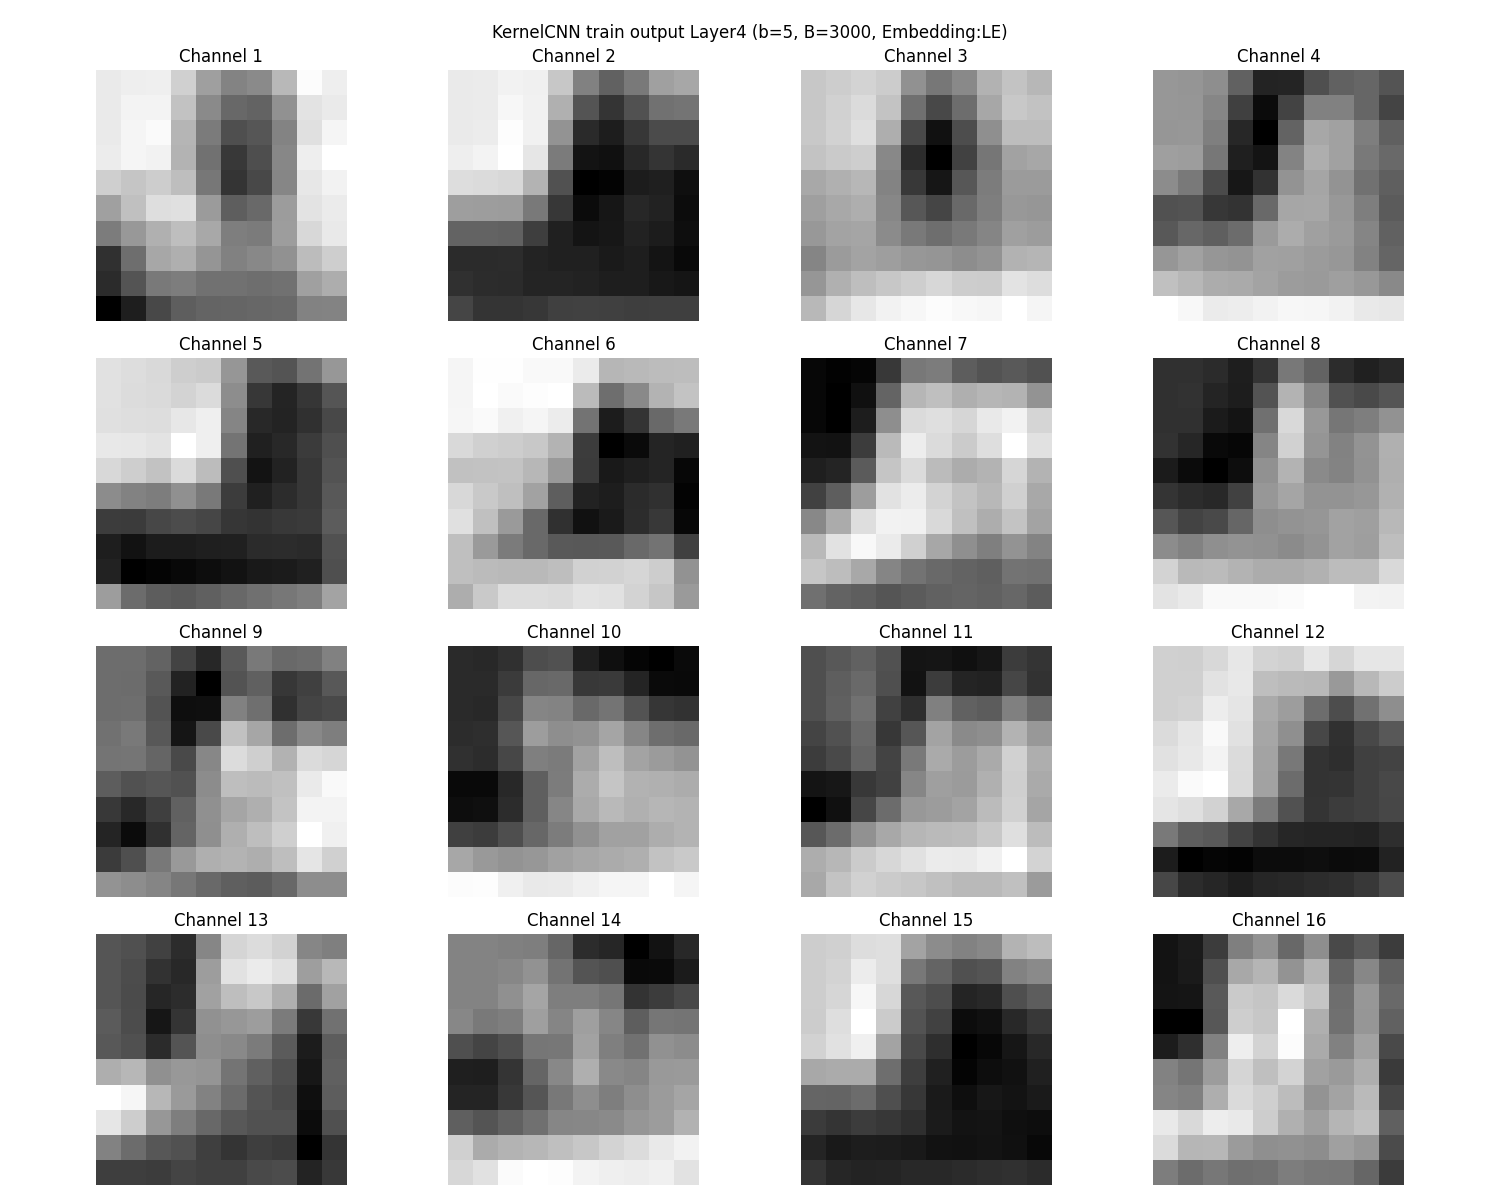 KernelCNN train output Layer4 (b=5, B=3000, Embedding:LE)
Channel 1 Channel 2 Channel 3 Channel 4
Channel 5 Channel 6 Channel 7 Channel 8
Channel 9 Channel 10 Channel 11 Channel 12
Channel 13 Channel 14 Channel 15 Channel 16